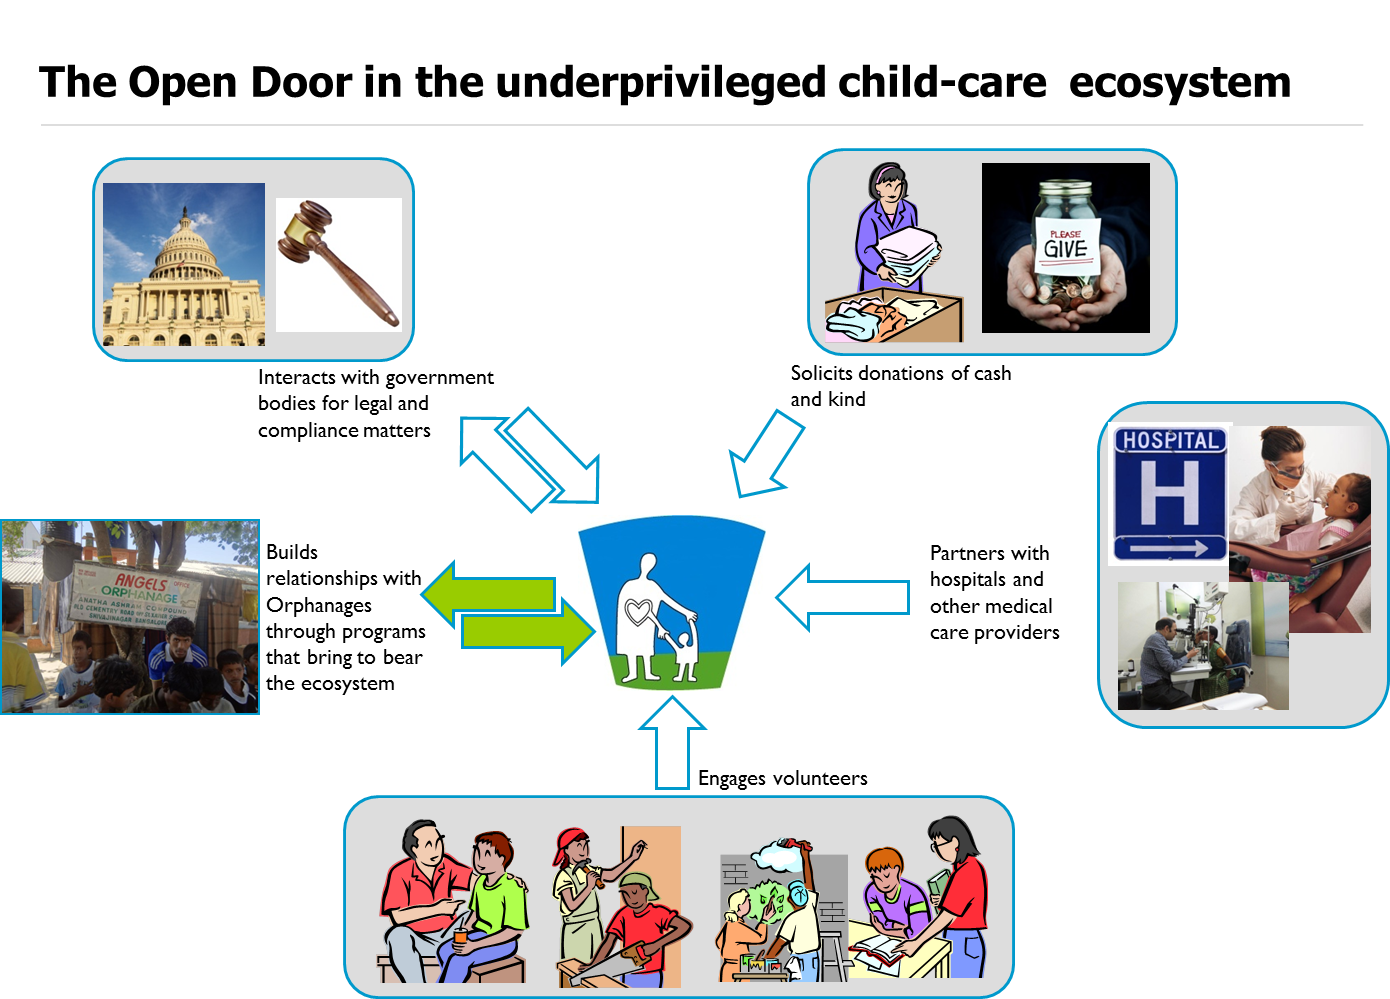 The Open Door in the underprivileged child-care ecosystem
PLEASE
GIVE
Interacts with government
bodies for legal and
compliance matters
Solicits donations of cash
and kind
HOSPITAL
H
Builds
relationships with
Orphanages
through programs
that bring to bear
the ecosystem
ANGELS OFFICE
ORPHANAGE
ANATHA ASHRAM COMPOUND
OLD CEMENTRY ROAD
SHIVAJINAGAR BANGALORE
Partners with
hospitals and
other medical
care providers
Engages volunteers